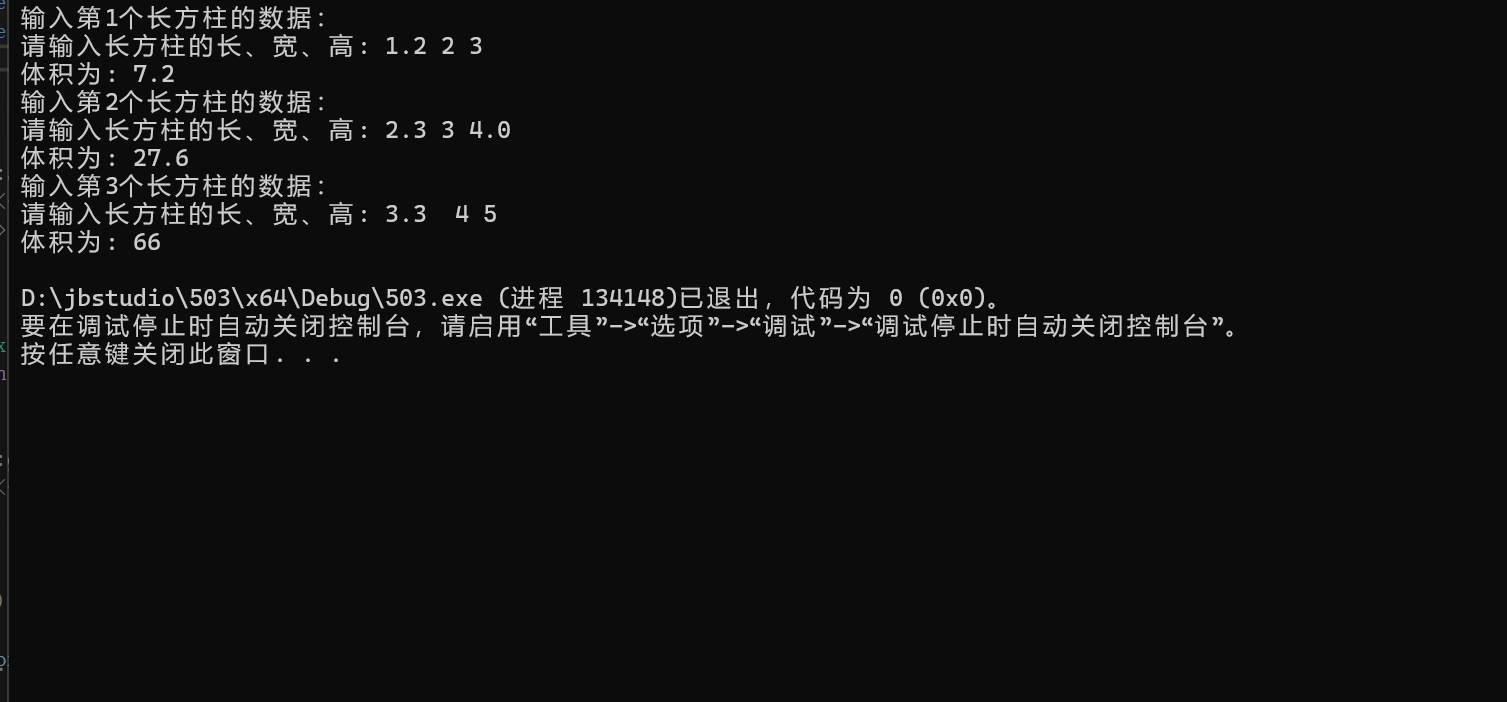 输入第1个长方柱的数据：
请输入长方柱的长、宽、高：1.2 2 3
体积为：7.2
输入第2个长方柱的数据：
请输入长方柱的长、宽、高：2.3 3 4.0
体积为：27.6
输入第3个长方柱的数据：
请输入长方柱的长、宽、高：3.3  4 5
体积为：66
D:\jbstudio\503\x64\Debug\503.exe (进程 134148)已退出，代码为 0 (0x0)。
要在调试停止时自动关闭控制台，请启用“工具”->“选项”->“调试”->“调试停止时自动关闭控制台”。
按任意键关闭此窗口. . .